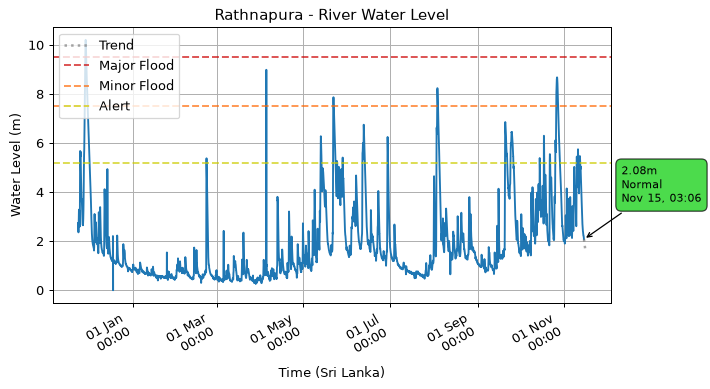 Rathnapura - River Water Level
Trend
Major Flood
Minor Flood
Alert
Water Level (m)
10
8
6
4
2
0
2.08m
Normal
Nov 15, 03:06
01 Jan
00:00
01 Mar
00:00
01 May
00:00
01 Jul
00:00
01 Sep
00:00
01 Nov
00:00
Time (Sri Lanka)